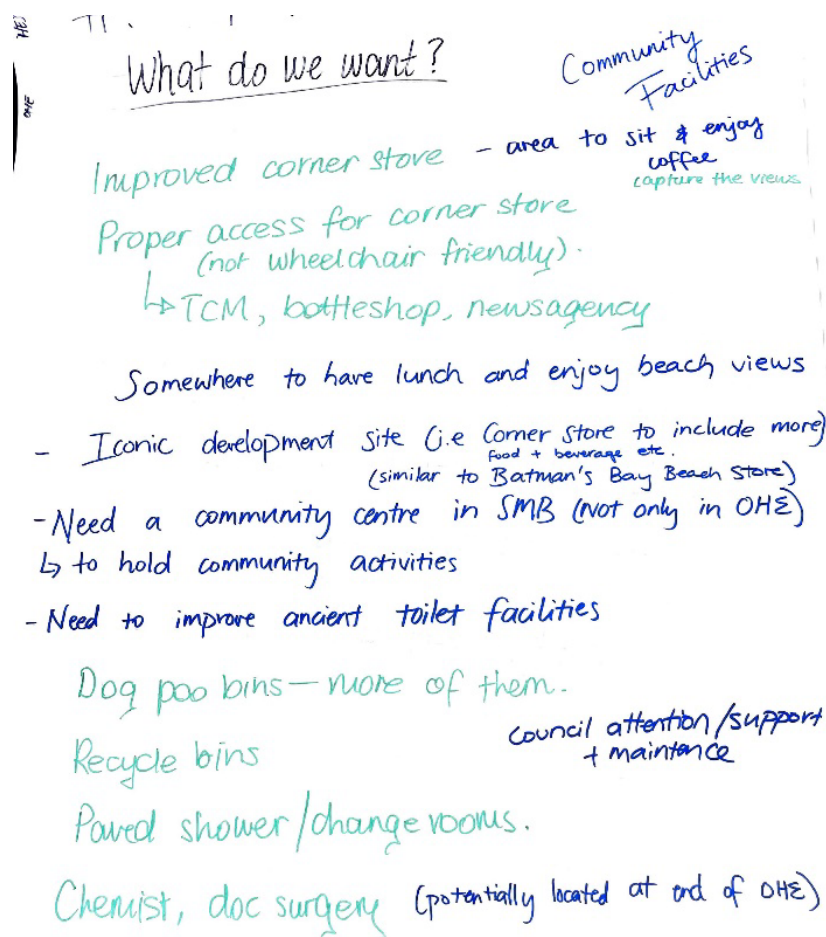 What do we want?
Community
Facilities
Improved corner store - area to sit & enjoy
coffee
capture the views
Proper access for corner store
(not wheelchair friendly).
↳ TCM, bottleshop, newsagency
Somewhere to have lunch and enjoy beach views
- Iconic development site (i.e Corner Store to include more)
food + beverage etc.
(similar to Batman's Bay Beach Store)
- Need a community centre in SMB (Not only in OHE)
↳ to hold community activities
- Need to improve ancient toilet facilities
Dog poo bins — more of them.
council attention/support
+ maintence
Recycle bins
Paved shower/change rooms.
Chemist, doc surgery (potentially located at end of OHE)